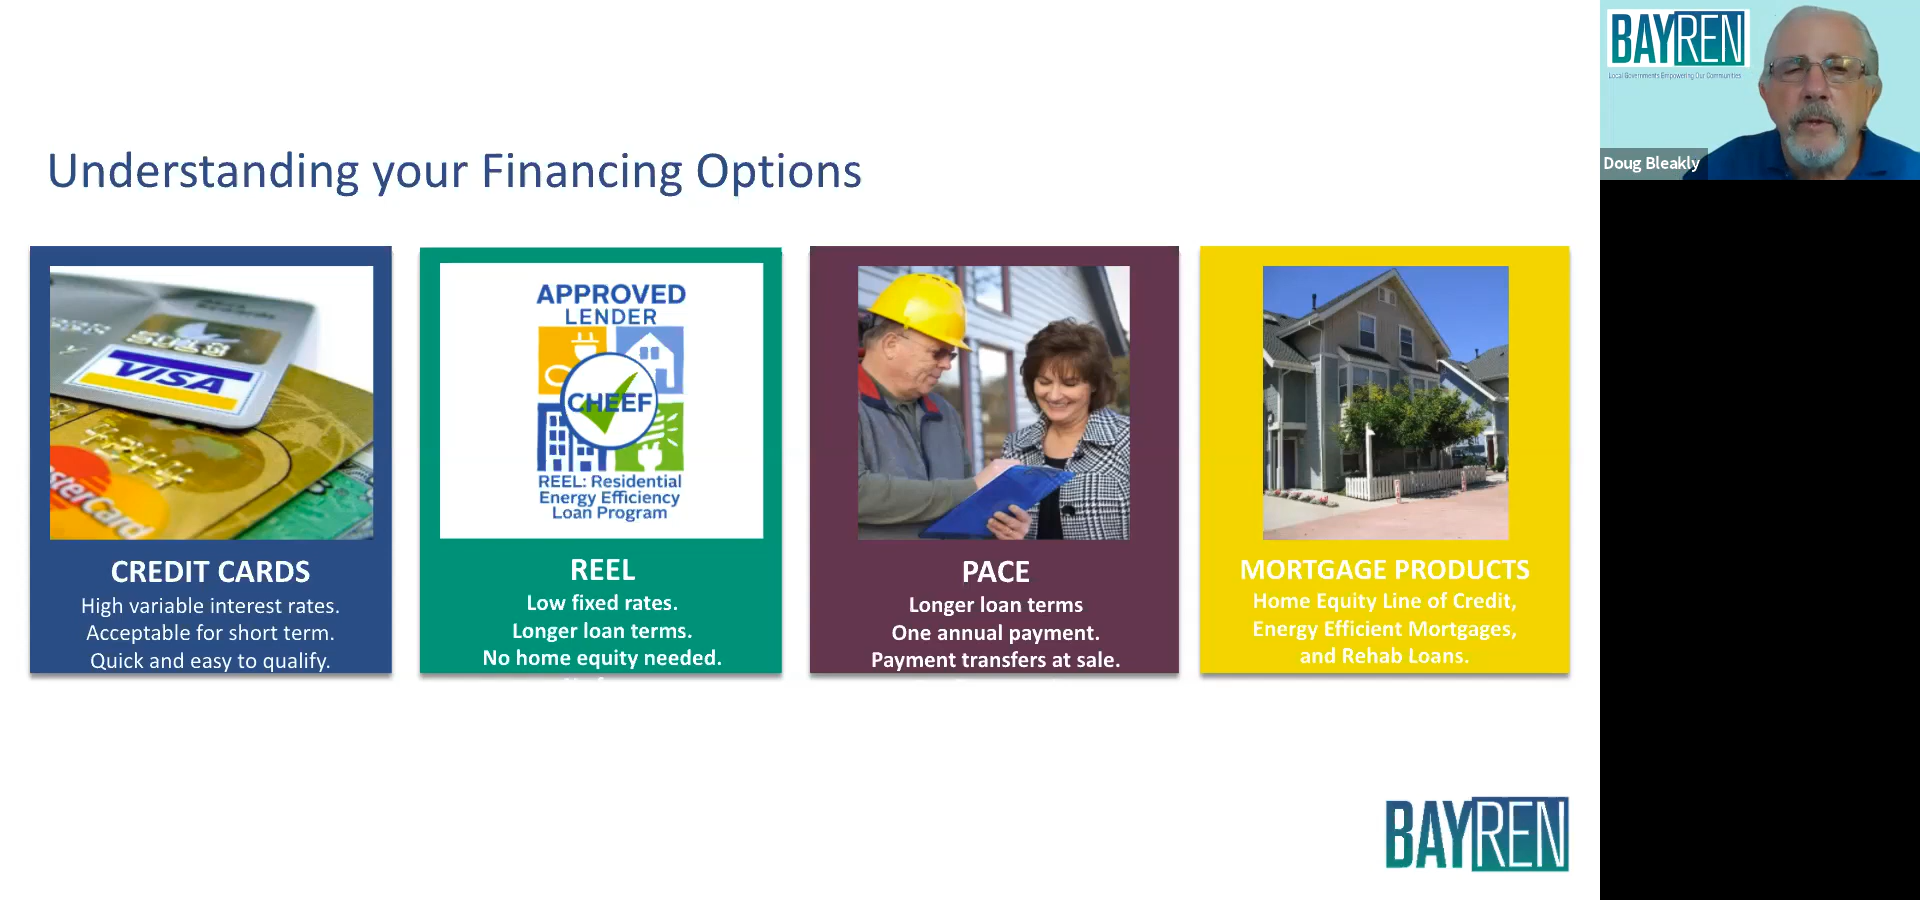 Understanding your Financing Options
VISA
sterCard
CREDIT CARDS
High variable interest rates.
Acceptable for short term.
Quick and easy to qualify.
APPROVED
LENDER
CHEEF
REEL: Residential
Energy Efficiency
Loan Program
REEL
Low fixed rates.
Longer loan terms.
No home equity needed.
PACE
Longer loan terms
One annual payment.
Payment transfers at sale.
MORTGAGE PRODUCTS
Home Equity Line of Credit,
Energy Efficient Mortgages,
and Rehab Loans.
BAYREN
BAYREN
Local Governments Empowering Our Communities
Doug Bleakly